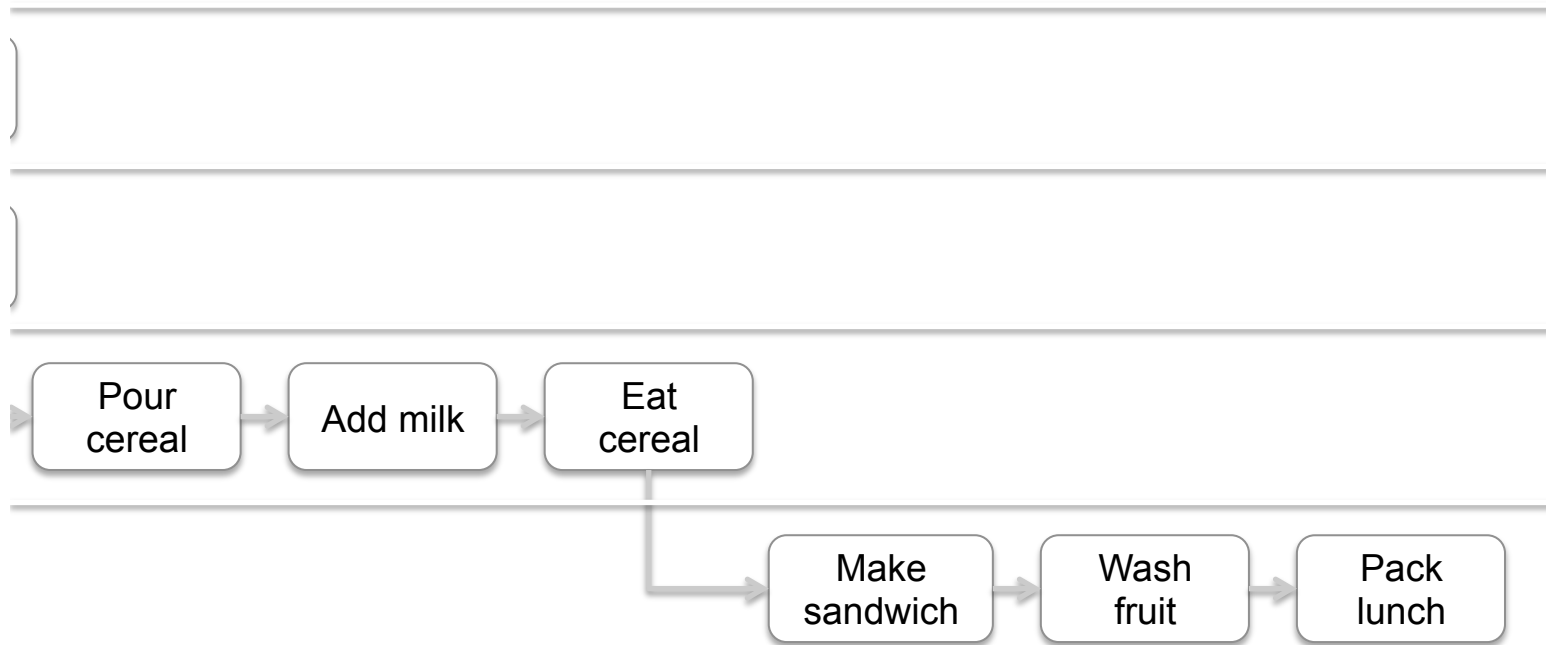 Pour
cereal
Add milk
Eat
cereal
Make
sandwich
Wash
fruit
Pack
lunch